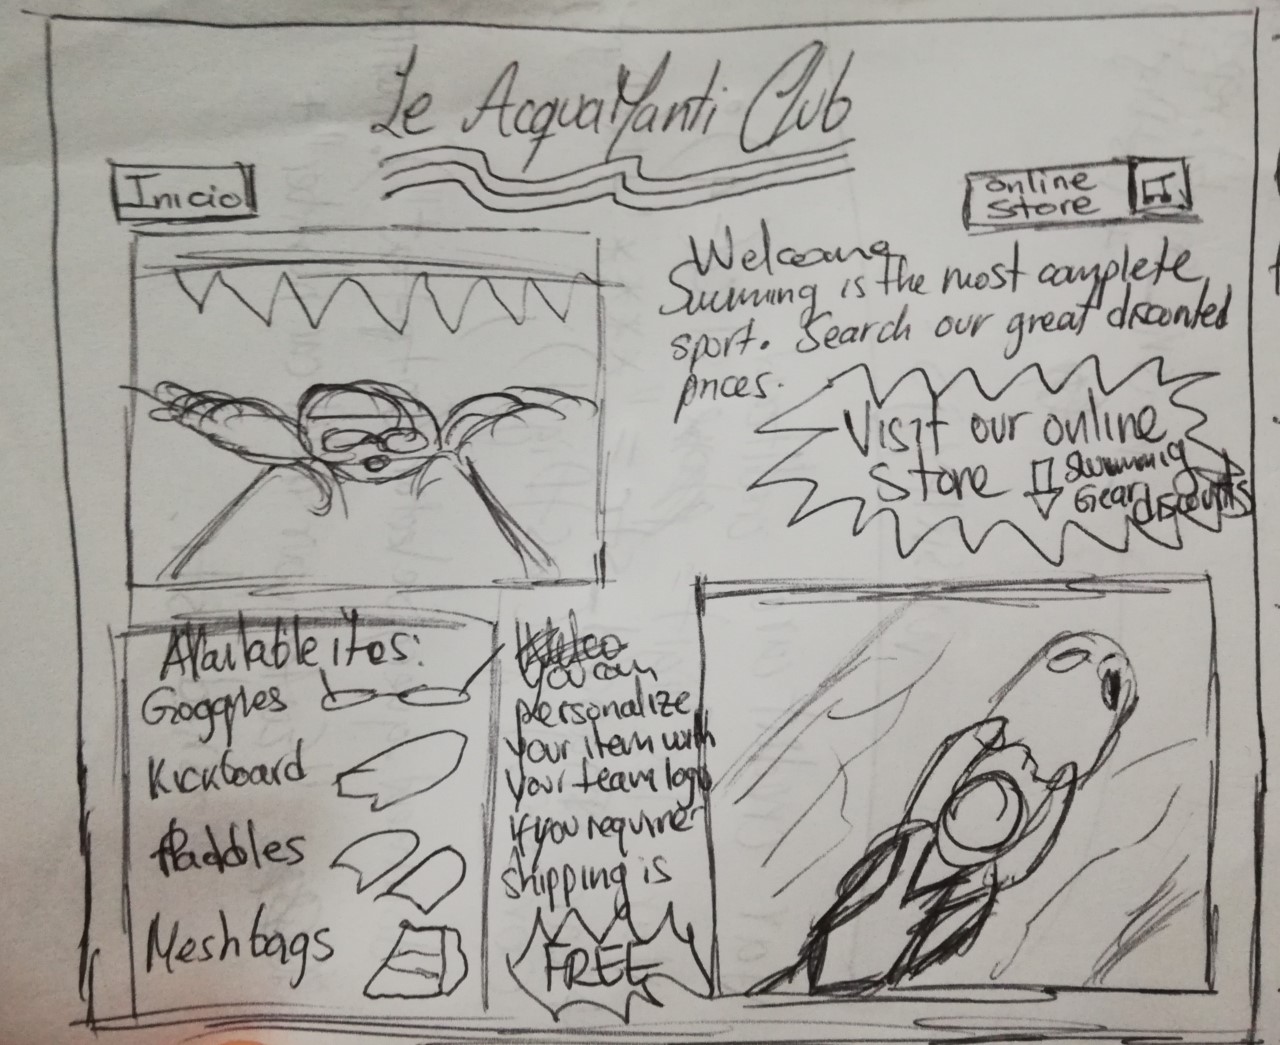 Le AcquaManti Club
Inicio
online
store
Welcome
Swimming is the most complete
sport. Search our great discounted
prices.
Visit our online
Store Swimming
Gear discounts
Available ites:
Goggles
Kickboard
Paddles
Mesh bags
You can
personalize
your item with
your team logo
if you require
shipping is
FREE